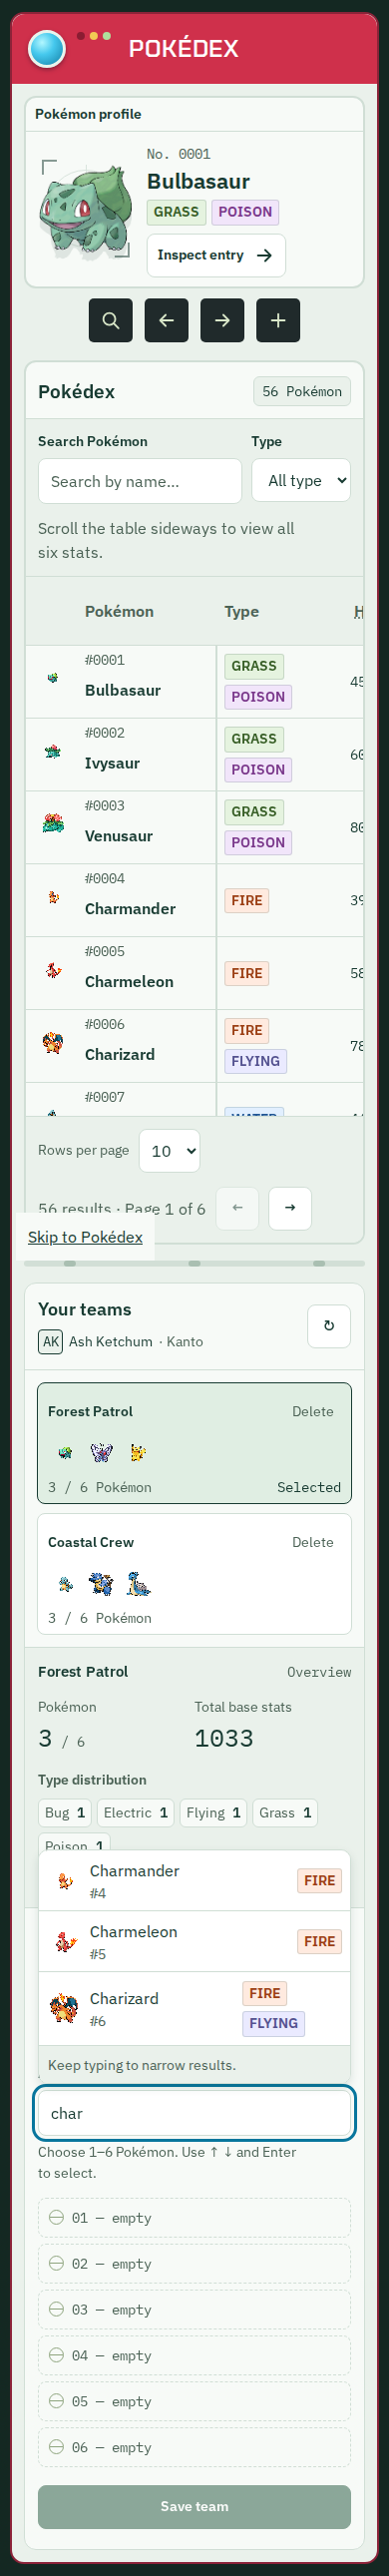 POKÉDEX
Pokémon profile
No. 0001
Bulbasaur
GRASS POISON
Inspect entry →
Pokédex
56 Pokémon
Search Pokémon Type
Search by name... All type
Scroll the table sideways to view all
six stats.
Pokémon Type
#0001
Bulbasaur
GRASS
POISON
45
#0002
Ivysaur
GRASS
POISON
60
#0003
Venusaur
GRASS
POISON
80
#0004
Charmander
FIRE
39
#0005
Charmeleon
FIRE
58
#0006
Charizard
FIRE
FLYING
78
#0007
WATER
Rows per page 10
56 results · Page 1 of 6 ← →
Skip to Pokédex
Your teams
AK Ash Ketchum · Kanto
↻
Forest Patrol Delete
3 / 6 Pokémon Selected
Coastal Crew Delete
3 / 6 Pokémon
Forest Patrol Overview
Pokémon Total base stats
3 / 6 1033
Type distribution
Bug 1 Electric 1 Flying 1 Grass 1
Poison 1
Charmander
#4
FIRE
Charmeleon
#5
FIRE
Charizard
#6
FIRE
FLYING
Keep typing to narrow results.
char
Choose 1–6 Pokémon. Use ↑ ↓ and Enter
to select.
01 — empty
02 — empty
03 — empty
04 — empty
05 — empty
06 — empty
Save team